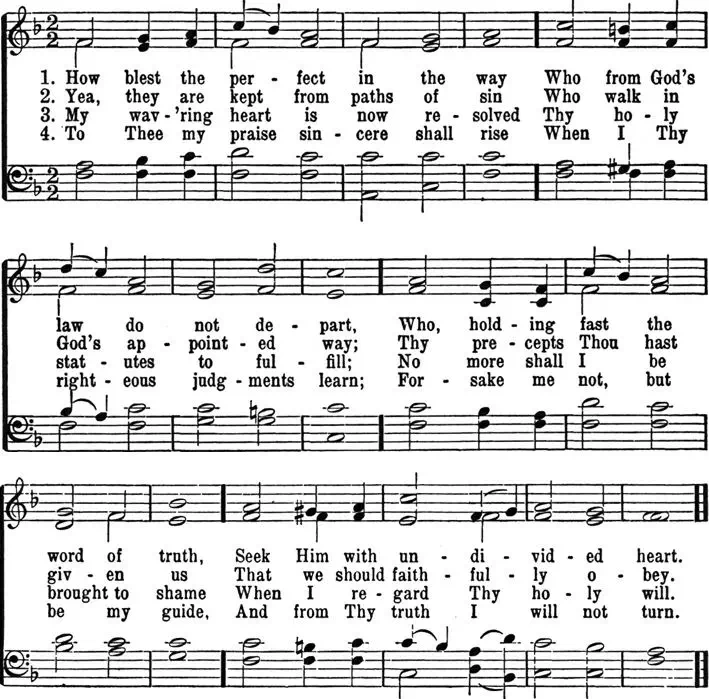 1. How blest the per - fect in the way Who from God's
2. Yea, they are kept from paths of sin Who walk in
3. My wav-'ring heart is now re - solved Thy ho - ly
4. To Thee my praise sin - cere shall rise When I Thy
law do not de - part, Who, hold - ing fast the
God's ap - point - ed way; Thy pre - cepts Thou hast
stat - utes to ful - fill; No more shall I be
right - eous judg - ments learn; For - sake me not, but
word of truth, Seek Him with un - di - vid - ed heart.
giv - en us That we should faith - ful - ly o - bey.
brought to shame When I re - gard Thy ho - ly will.
be my guide, And from Thy truth I will not turn.